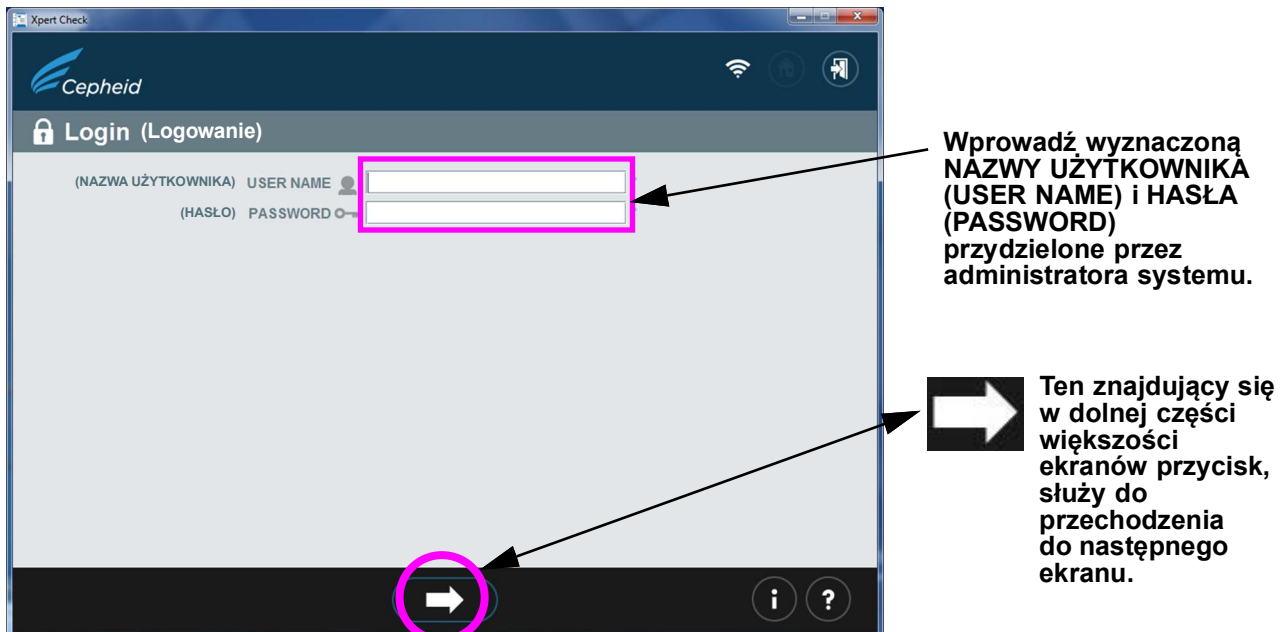 Xpert Check
Cepheid
Login (Logowanie)
(NAZWA UŻYTKOWNIKA) USER NAME
(HASŁO) PASSWORD
Wprowadź wyznaczoną
NAZWY UŻYTKOWNIKA
(USER NAME) i HASŁA
(PASSWORD)
przydzielone przez
administratora systemu.
Ten znajdujący się
w dolnej części
większości
ekranów przycisk,
służy do
przechodzenia
do następnego
ekranu.
i ?